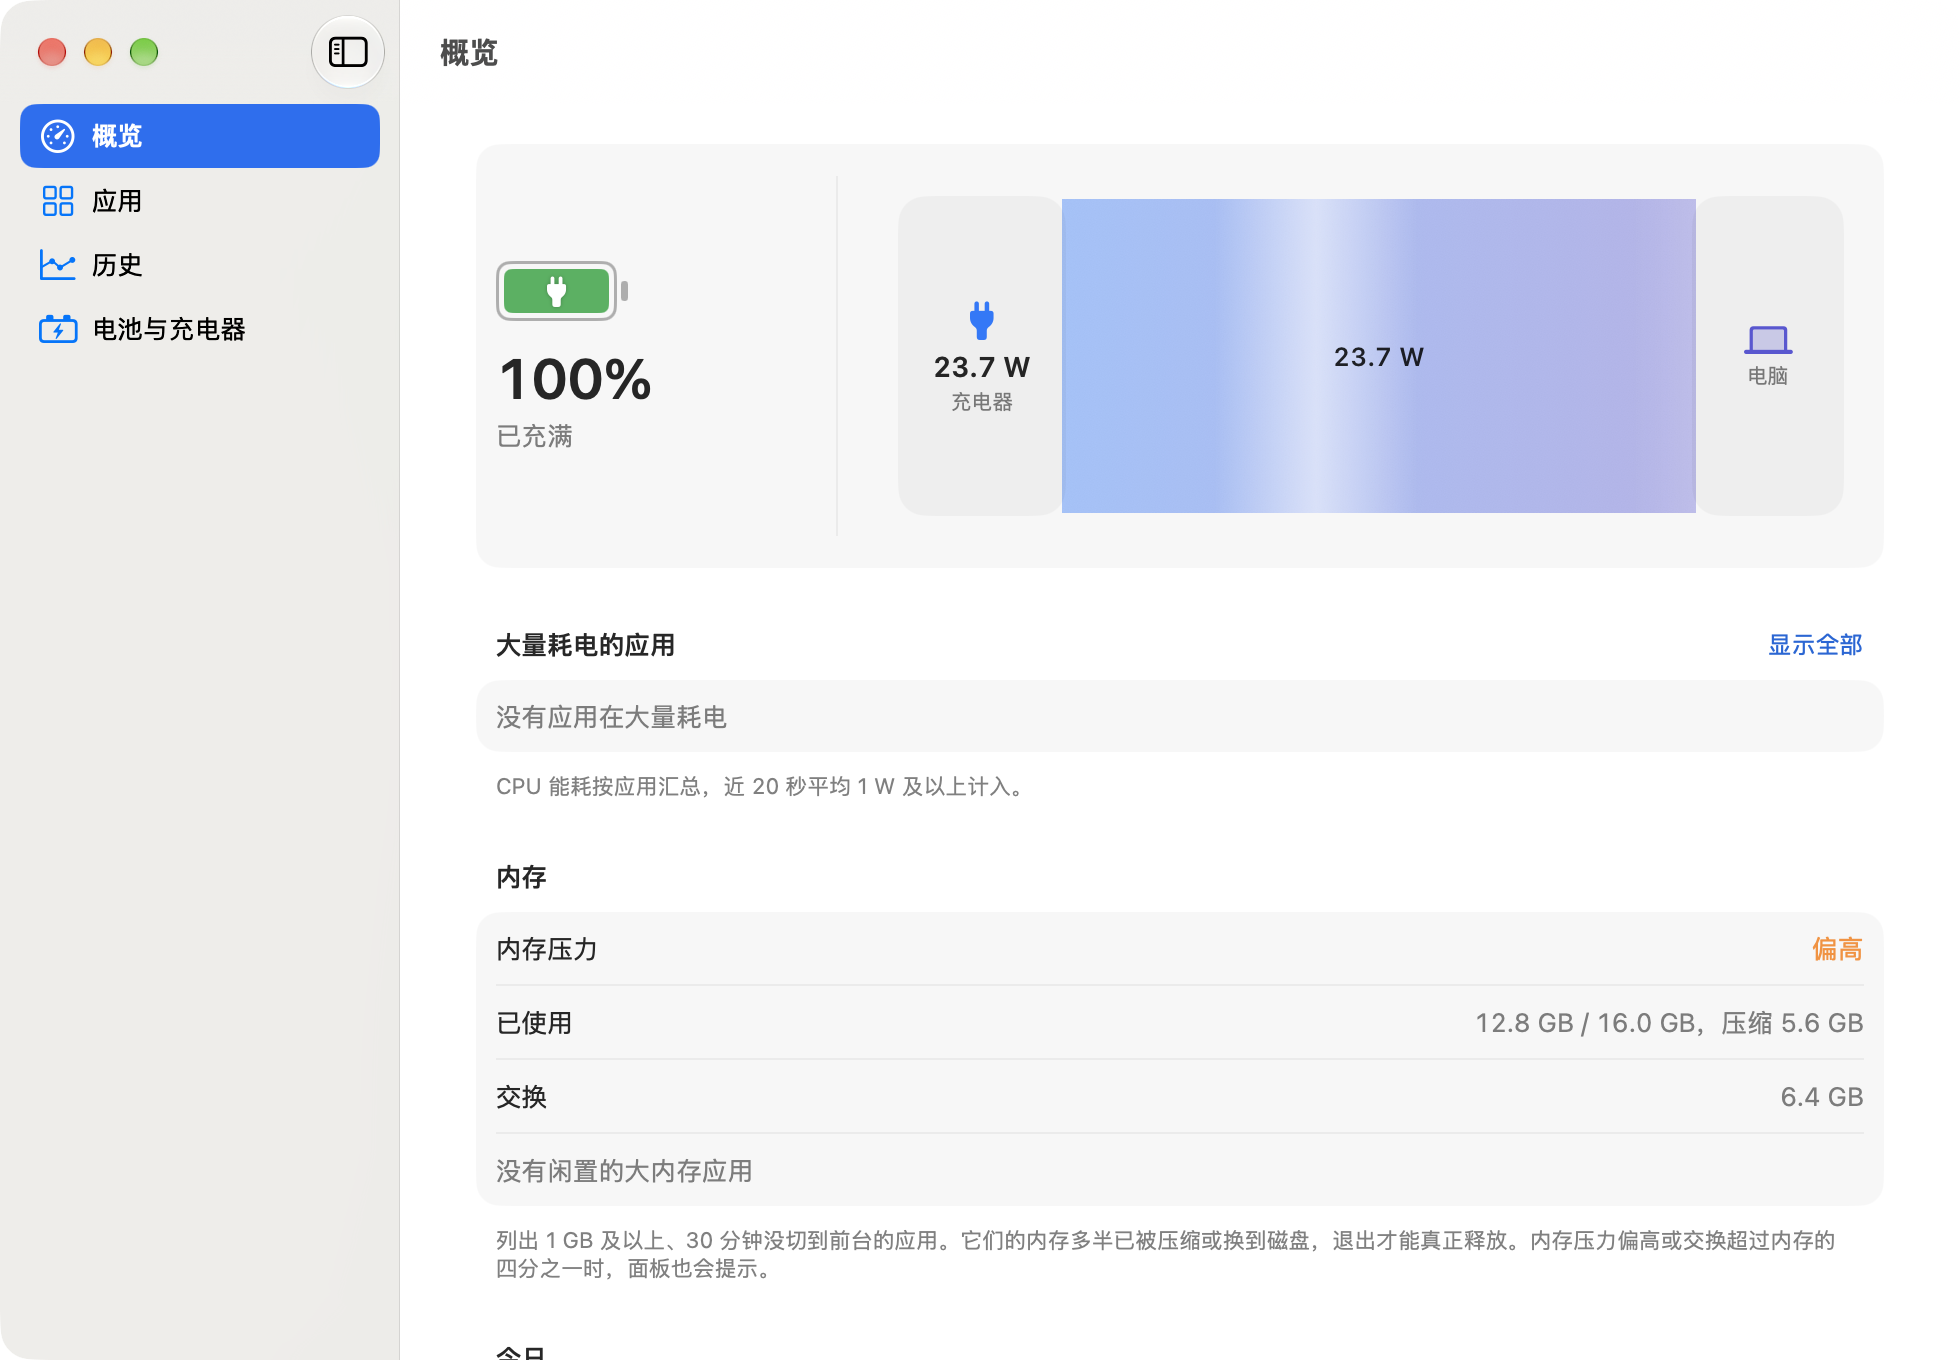 概览
概览
应用
历史
电池与充电器
100%
已充满
23.7 W
充电器
23.7 W
电脑
大量耗电的应用
显示全部
没有应用在大量耗电
CPU 能耗按应用汇总，近 20 秒平均 1 W 及以上计入。
内存
内存压力
偏高
已使用
12.8 GB / 16.0 GB，压缩 5.6 GB
交换
6.4 GB
没有闲置的大内存应用
列出 1 GB 及以上、30 分钟没切到前台的应用。它们的内存多半已被压缩或换到磁盘，退出才能真正释放。内存压力偏高或交换超过内存的
四分之一时，面板也会提示。
今日